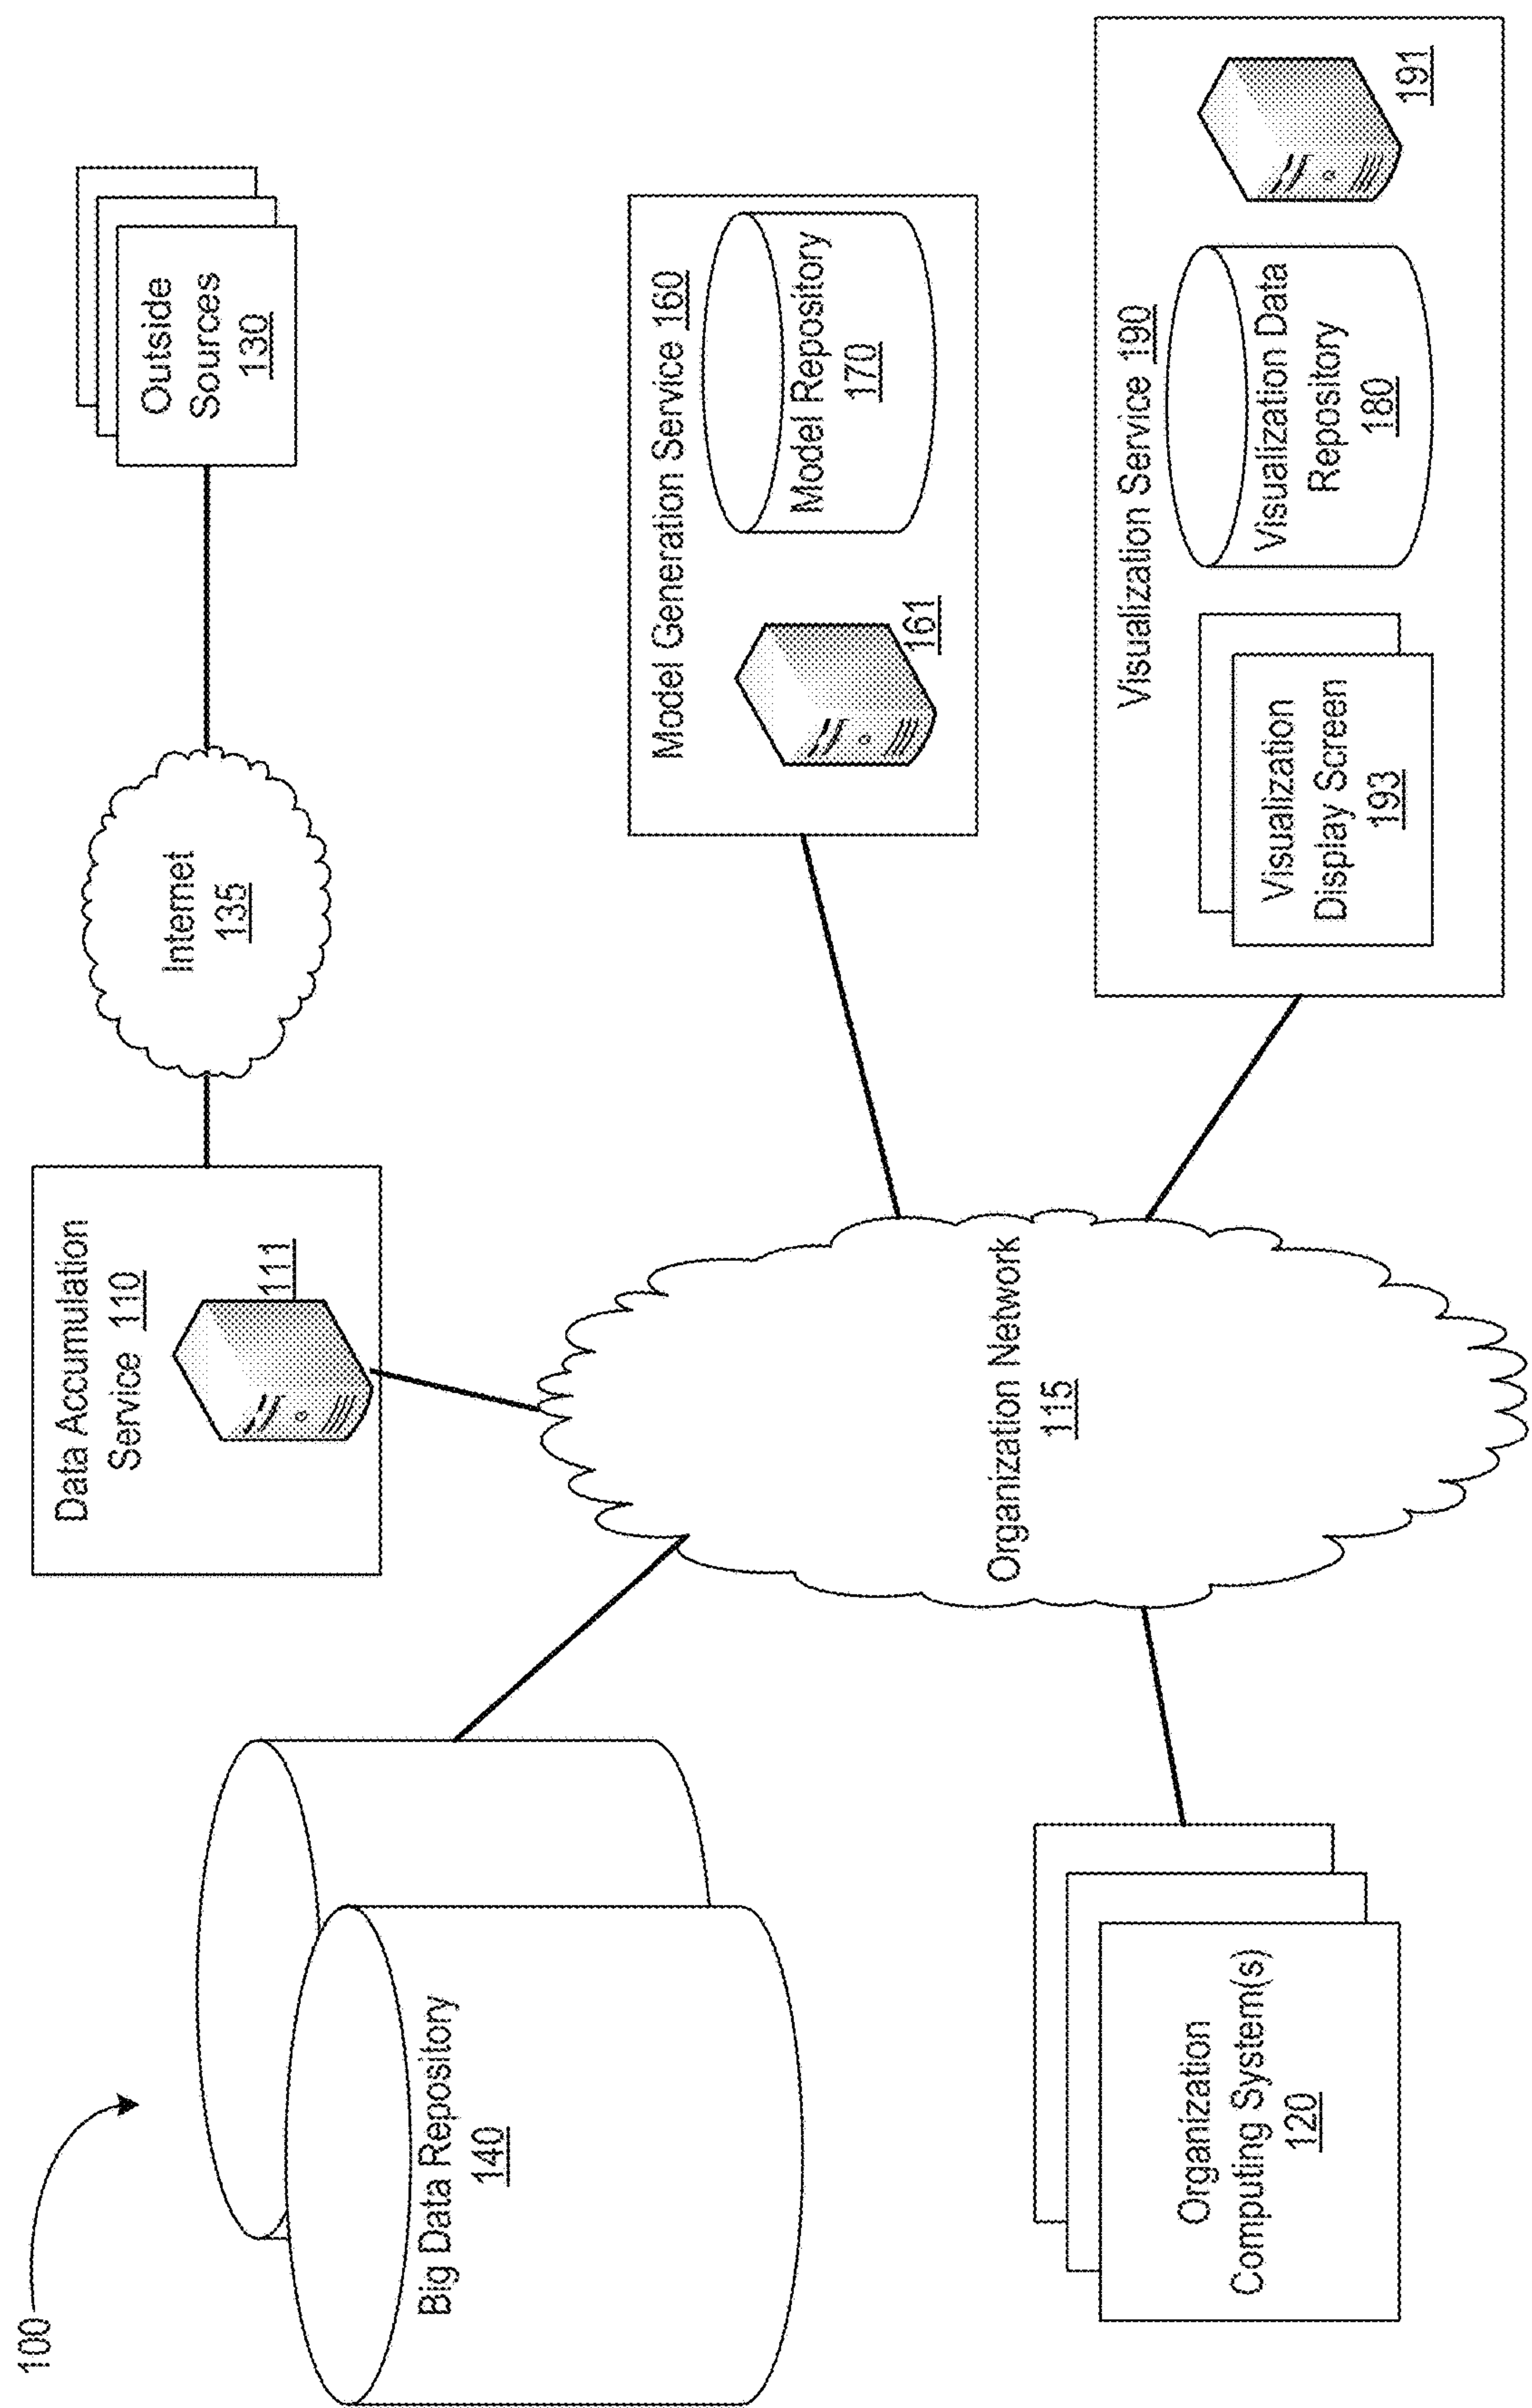 100
Big Data Repository
140
Data Accumulation
Service 110
111
Internet
135
Outside
Sources
130
Organization Network
115
Model Generation Service 160
161
Model Repository
170
Organization
Computing System(s)
120
Visualization Service 190
Visualization
Display Screen
193
Visualization Data
Repository
180
191